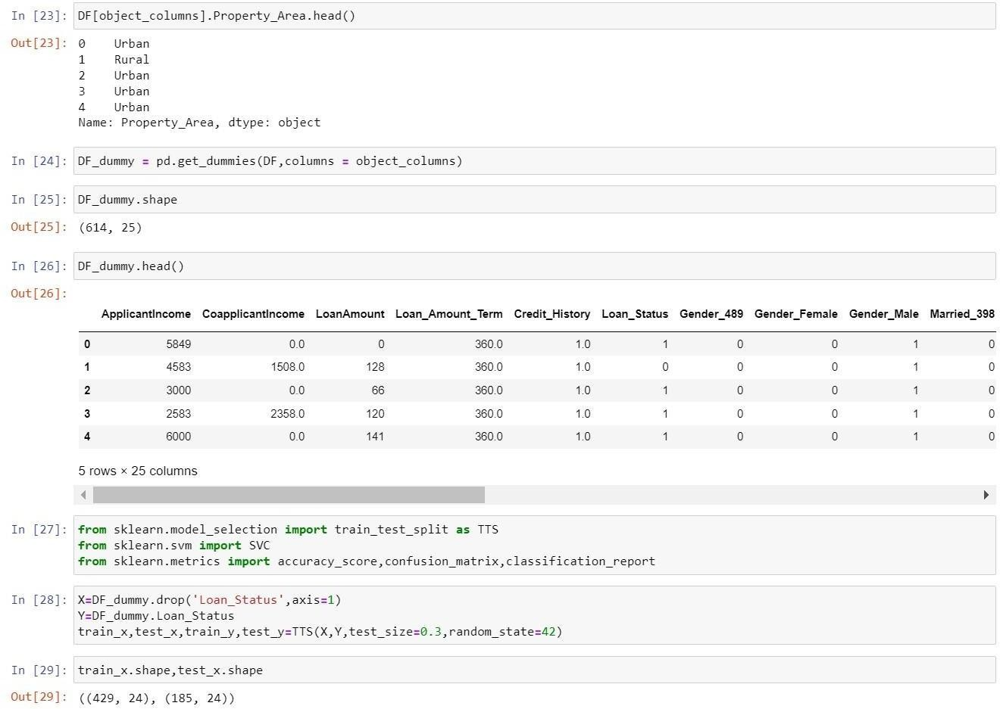 In [23]: DF[object_columns].Property_Area.head()
Out[23]: 0    Urban
1    Rural
2    Urban
3    Urban
4    Urban
Name: Property_Area, dtype: object
In [24]: DF_dummy = pd.get_dummies(DF,columns = object_columns)
In [25]: DF_dummy.shape
Out[25]: (614, 25)
In [26]: DF_dummy.head()
Out[26]:
ApplicantIncome CoapplicantIncome LoanAmount Loan_Amount_Term Credit_History Loan_Status Gender_489 Gender_Female Gender_Male Married_398
0 5849 0.0 0 360.0 1.0 1 0 0 1 0
1 4583 1508.0 128 360.0 1.0 0 0 0 1 0
2 3000 0.0 66 360.0 1.0 1 0 0 1 0
3 2583 2358.0 120 360.0 1.0 1 0 0 1 0
4 6000 0.0 141 360.0 1.0 1 0 0 1 0
5 rows × 25 columns
In [27]: from sklearn.model_selection import train_test_split as TTS
from sklearn.svm import SVC
from sklearn.metrics import accuracy_score,confusion_matrix,classification_report
In [28]: X=DF_dummy.drop('Loan_Status',axis=1)
Y=DF_dummy.Loan_Status
train_x,test_x,train_y,test_y=TTS(X,Y,test_size=0.3,random_state=42)
In [29]: train_x.shape,test_x.shape
Out[29]: ((429, 24), (185, 24))